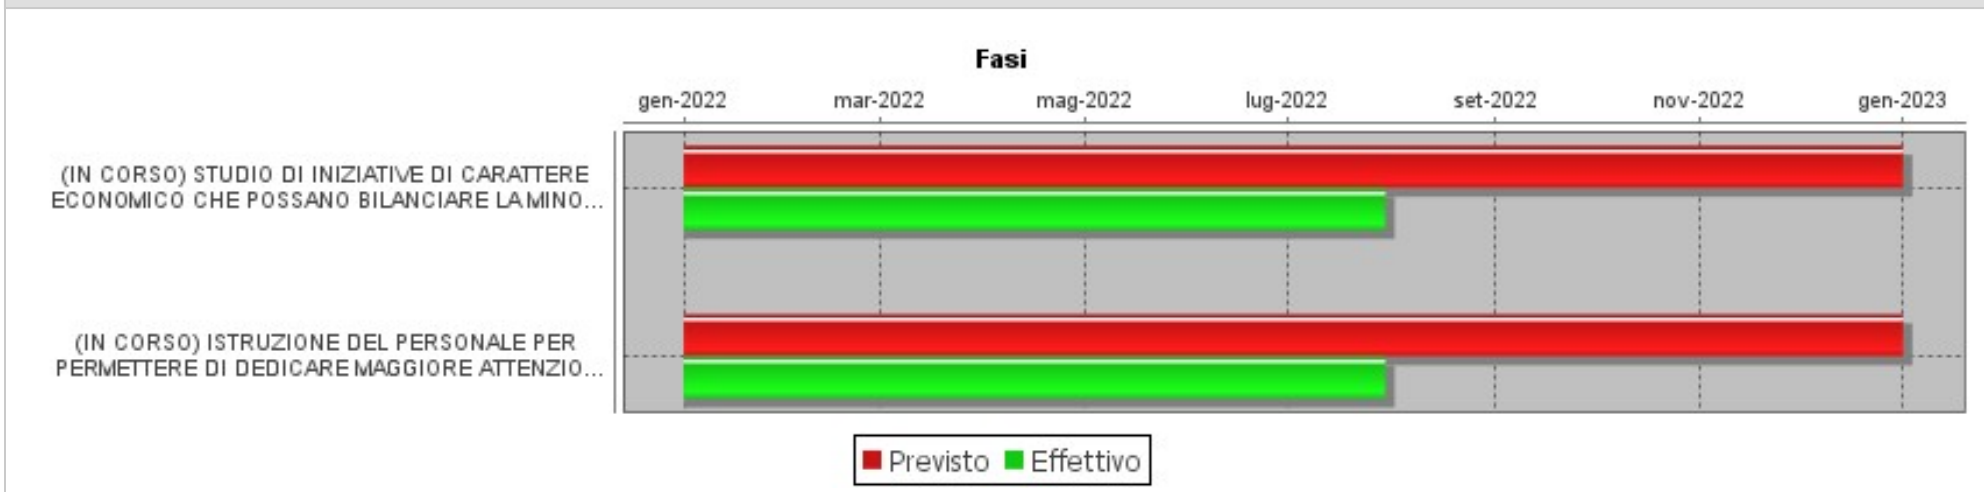 Fasi
gen-2022 mar-2022 mag-2022 lug-2022 set-2022 nov-2022 gen-2023
(IN CORSO) STUDIO DI INIZIATIVE DI CARATTERE
ECONOMICO CHE POSSANO BILANCIARE LA MINO...
(IN CORSO) ISTRUZIONE DEL PERSONALE PER
PERMETTERE DI DEDICARE MAGGIORE ATTENZIO...
Previsto Effettivo